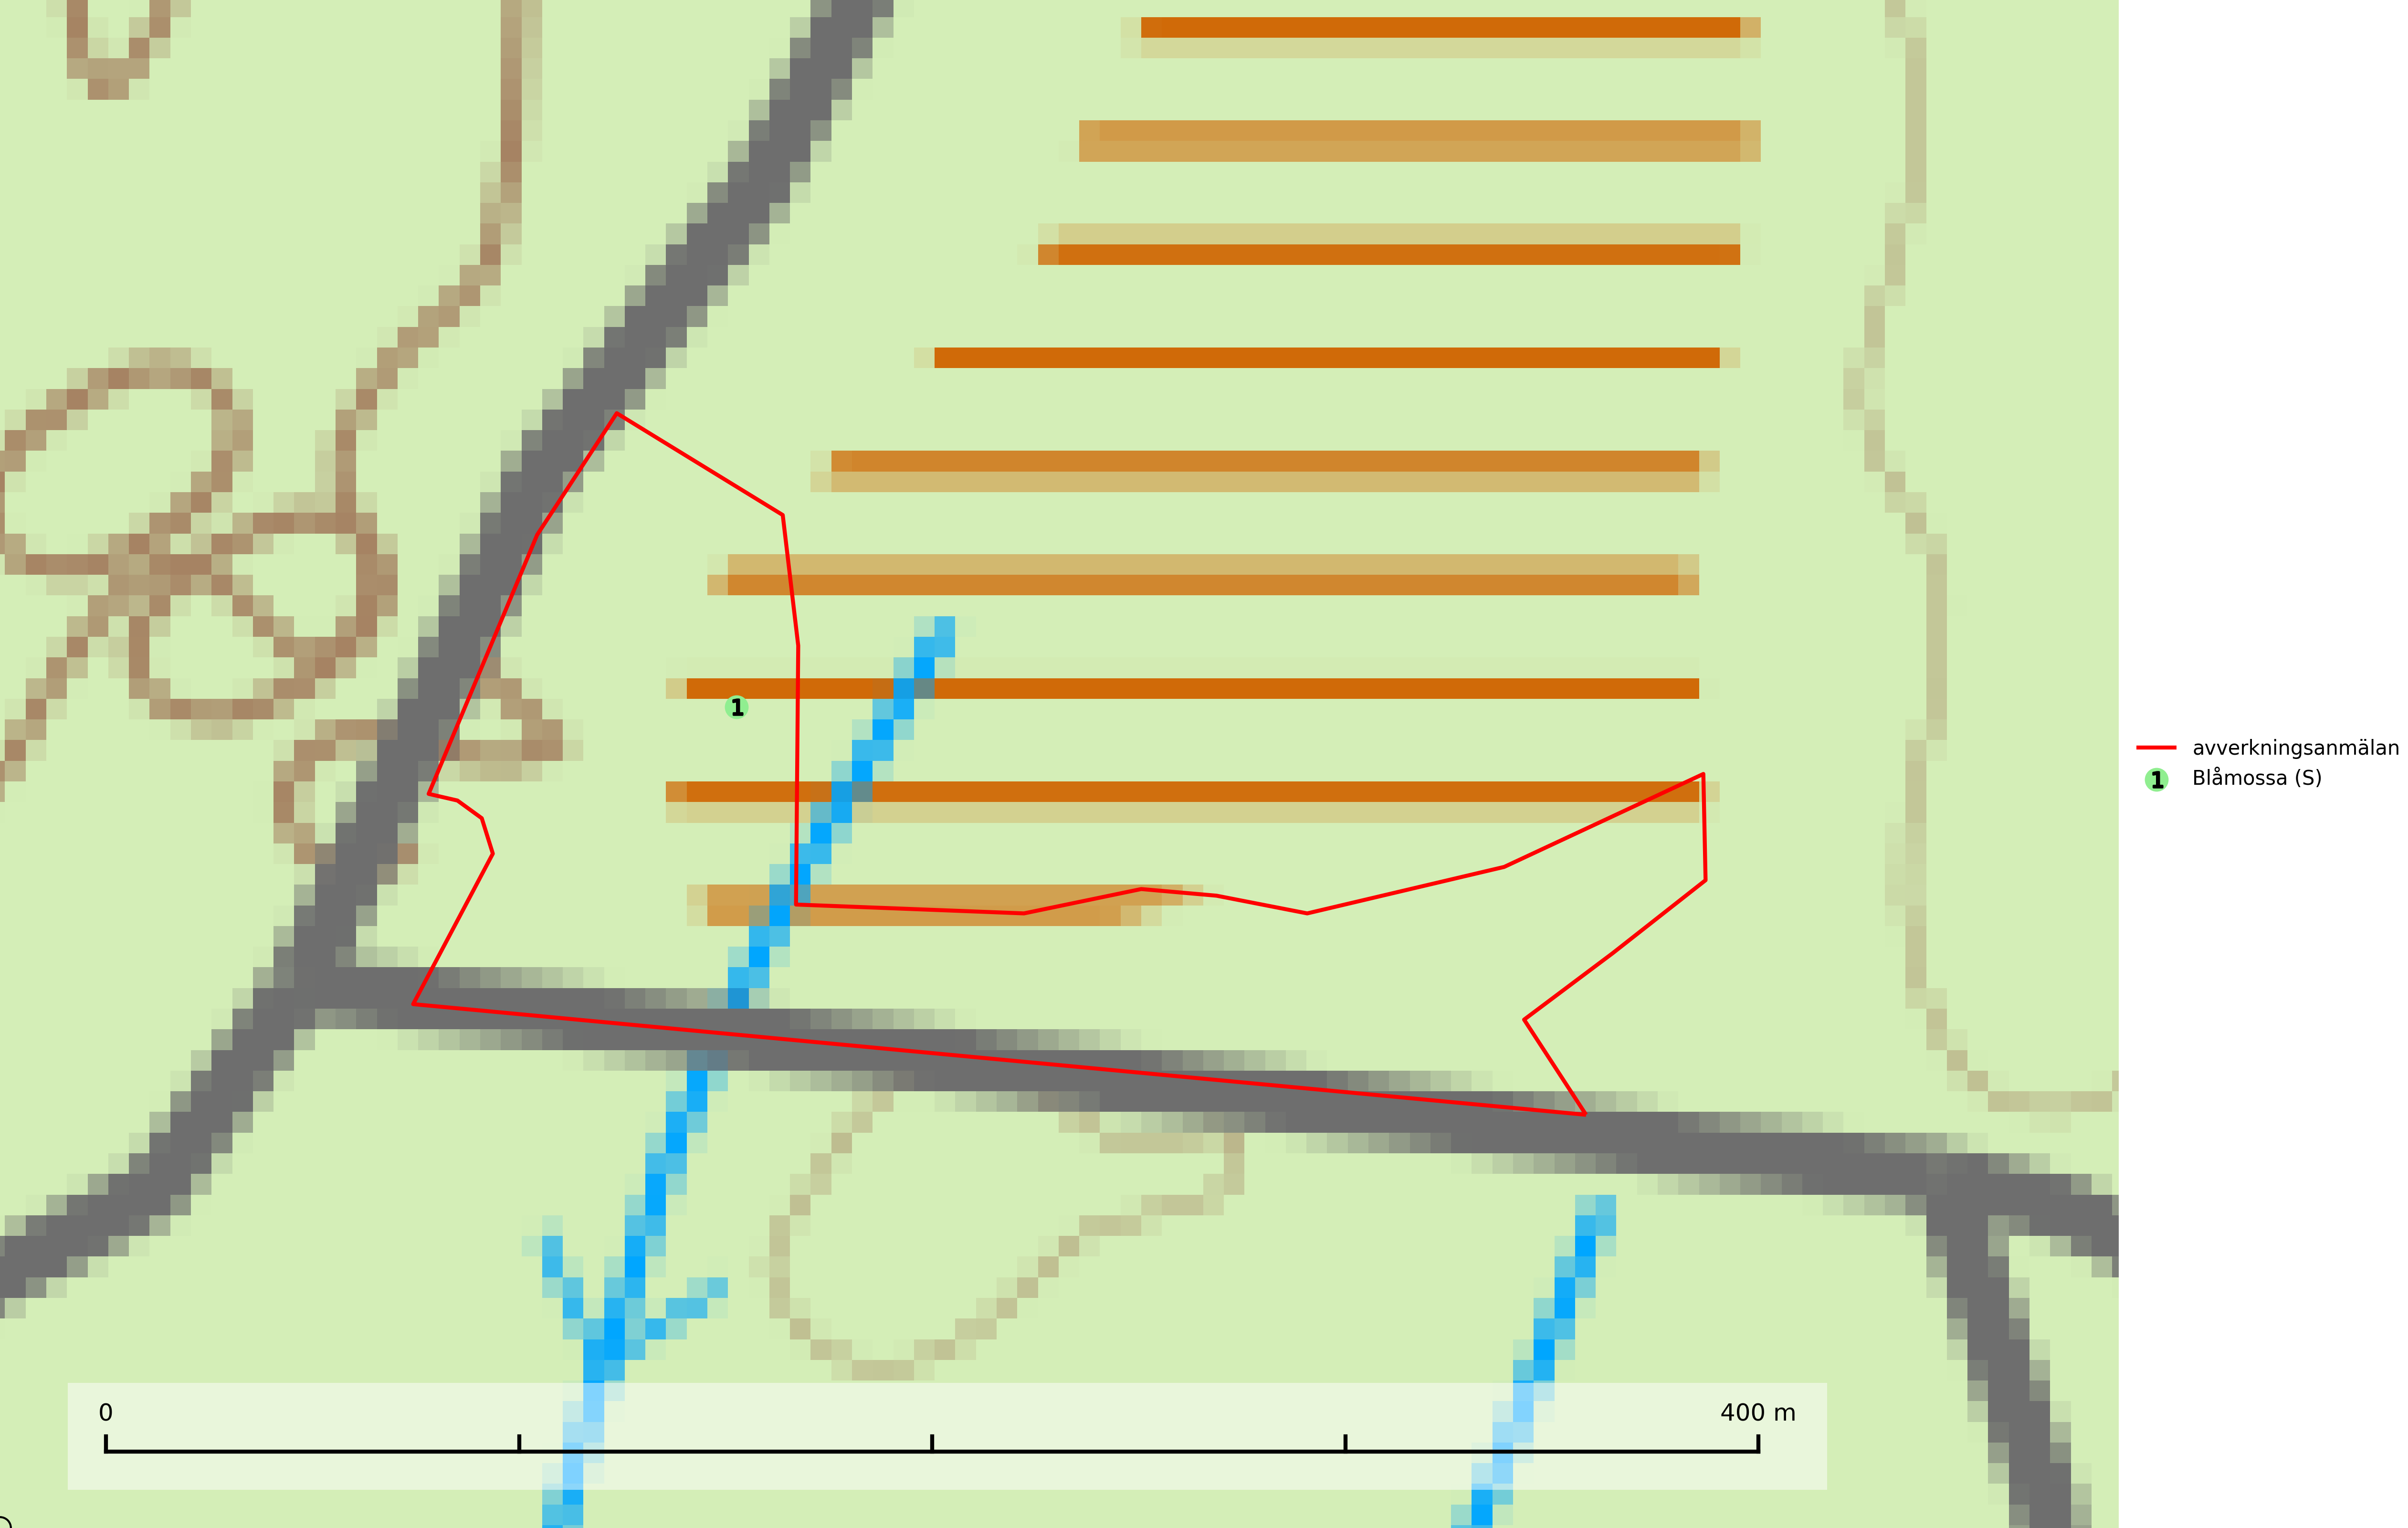 1
avverkningsanmälan
1 Blåmossa (S)
0 400 m